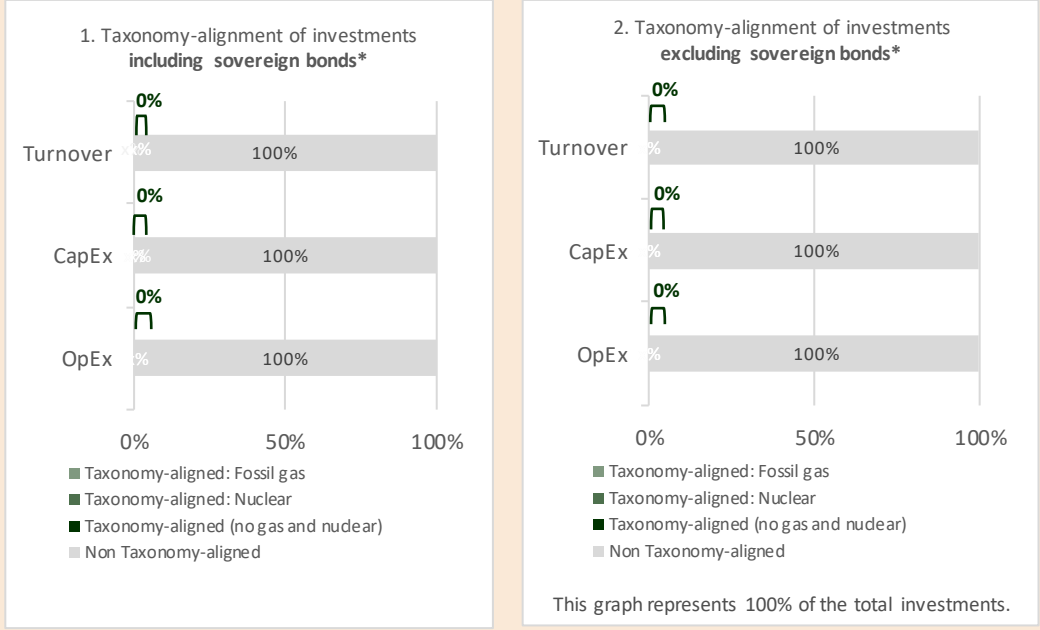 1. Taxonomy-alignment of investments
including sovereign bonds*
0%
Turnover
100%
0%
CapEx
100%
0%
OpEx
100%
0% 50% 100%
Taxonomy-aligned: Fossil gas
Taxonomy-aligned: Nuclear
Taxonomy-aligned (no gas and nuclear)
Non Taxonomy-aligned
2. Taxonomy-alignment of investments
excluding sovereign bonds*
0%
Turnover
%
100%
0%
CapEx
%
100%
0%
OpEx
%
100%
0% 50% 100%
Taxonomy-aligned: Fossil gas
Taxonomy-aligned: Nuclear
Taxonomy-aligned (no gas and nuclear)
Non Taxonomy-aligned
This graph represents 100% of the total investments.